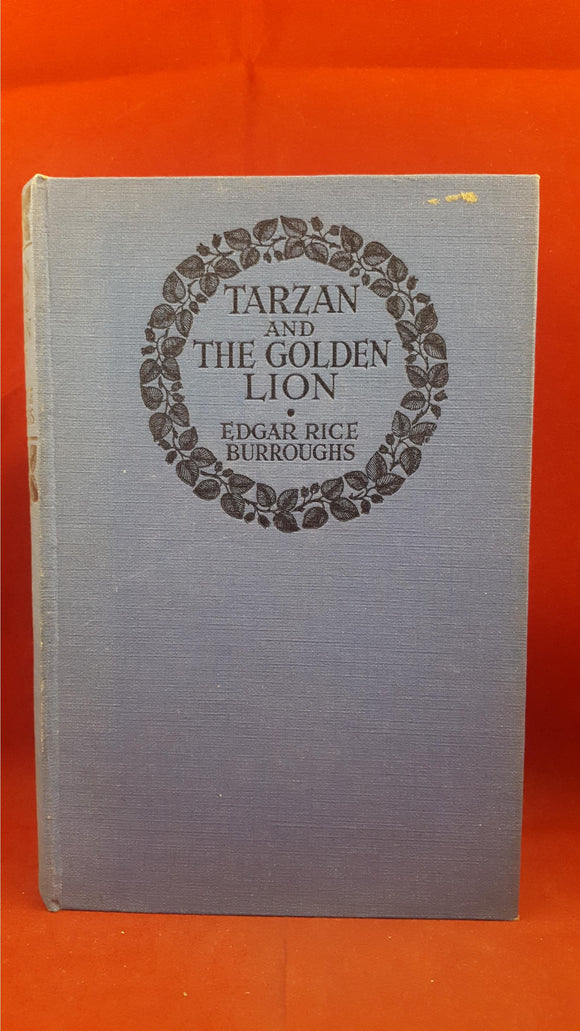 TARZAN
AND
THE GOLDEN
LION
•
EDGAR RICE
BURROUGHS